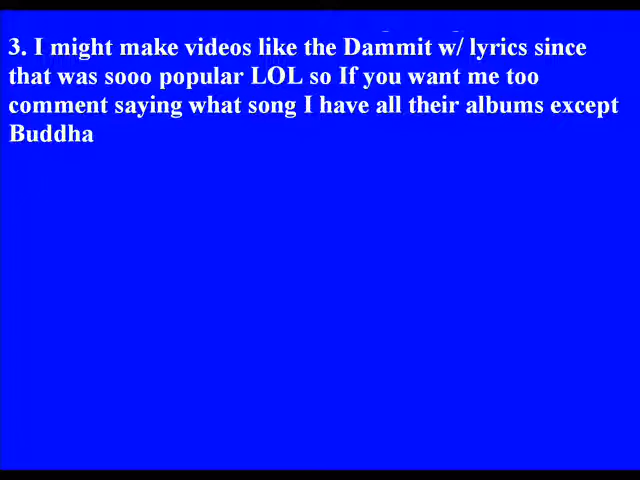 3. I might make videos like the Dammit w/ lyrics since
that was sooo popular LOL so If you want me too
comment saying what song I have all their albums except
Buddha